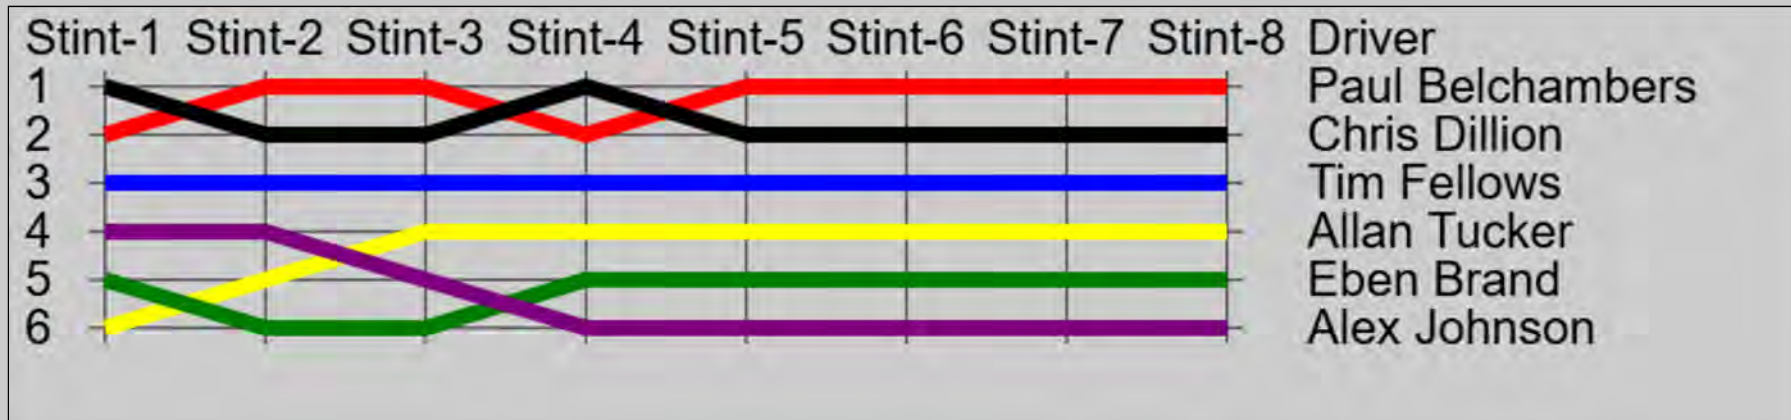 Stint-1 Stint-2 Stint-3 Stint-4 Stint-5 Stint-6 Stint-7 Stint-8 Driver
1 Paul Belchambers
2 Chris Dillion
3 Tim Fellows
4 Allan Tucker
5 Eben Brand
6 Alex Johnson